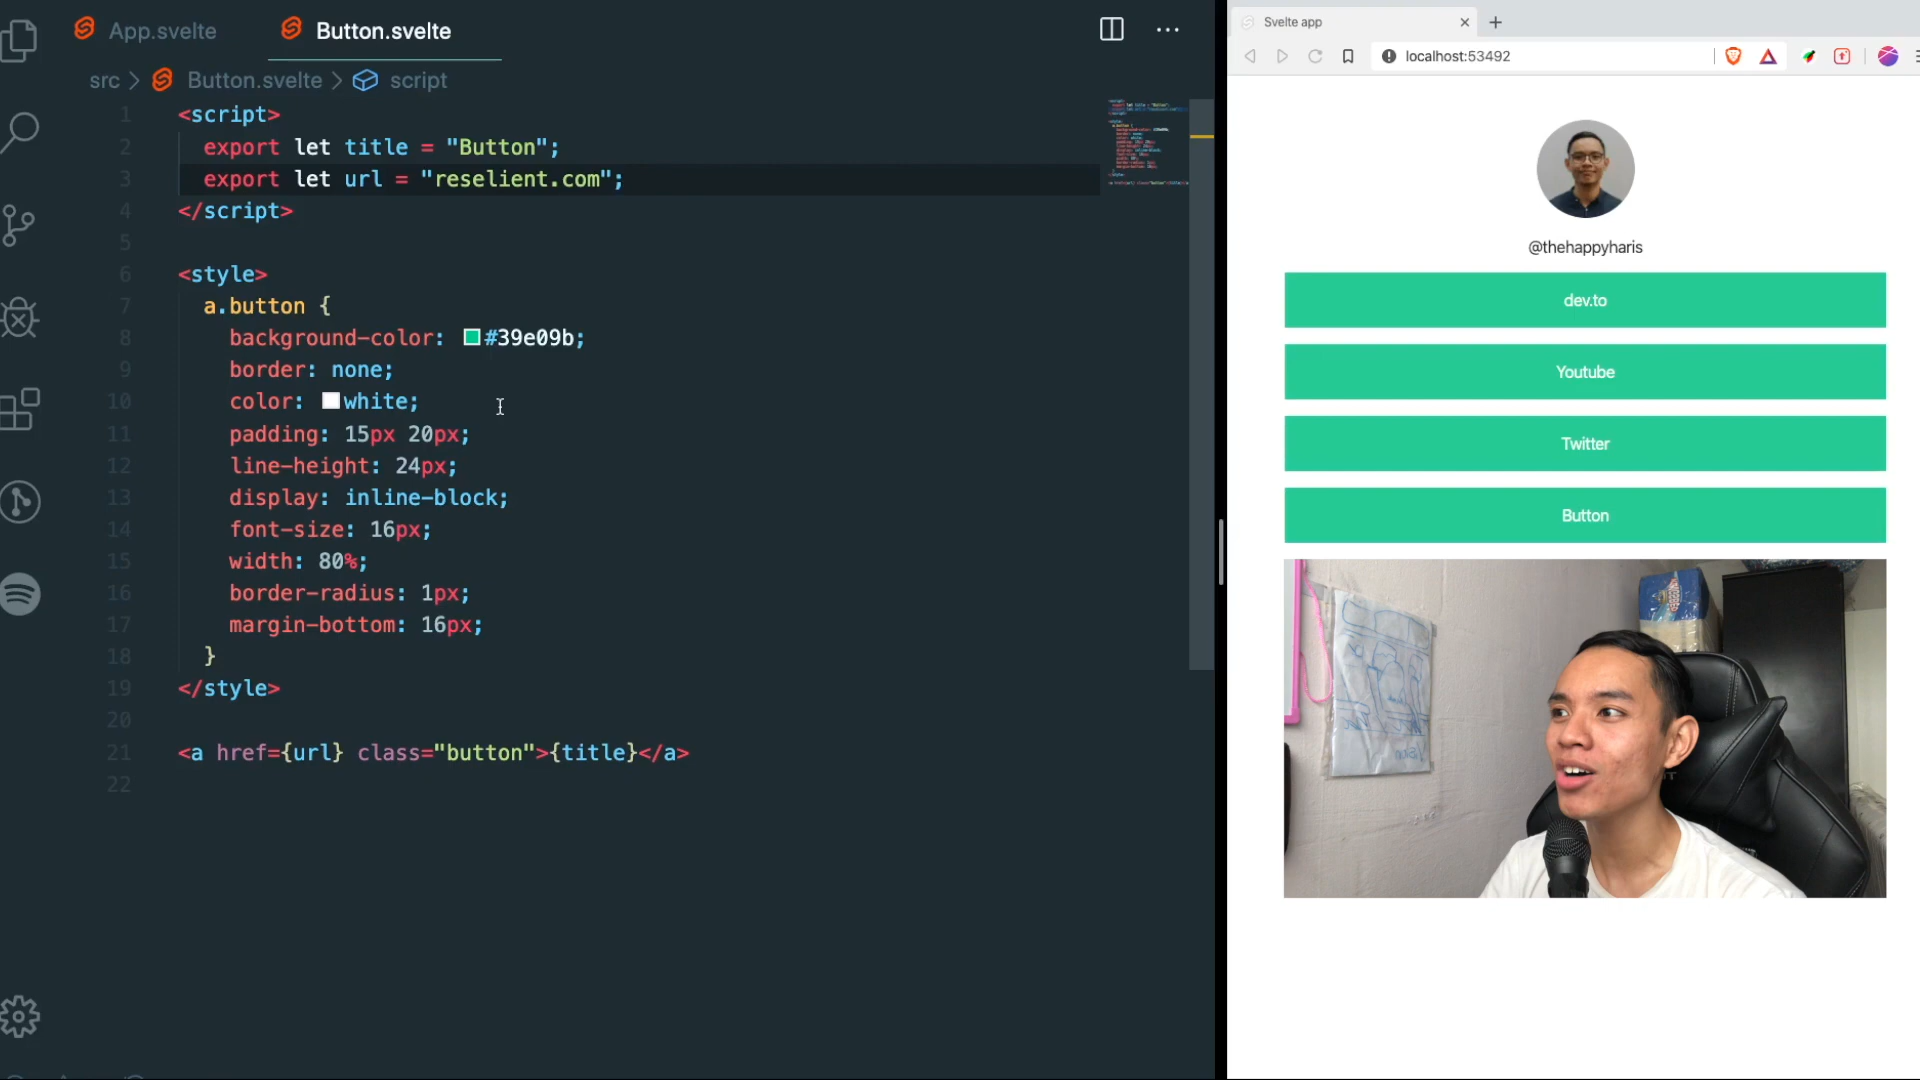 App.svelte
Button.svelte
src > Button.svelte > script
1 <script>
2 export let title = "Button";
3 export let url = "reselient.com";
4 </script>
5
6 <style>
7 a.button {
8 background-color: #39e09b;
9 border: none;
10 color: white;
11 padding: 15px 20px;
12 line-height: 24px;
13 display: inline-block;
14 font-size: 16px;
15 width: 80%;
16 border-radius: 1px;
17 margin-bottom: 16px;
18 }
19 </style>
20
21 <a href={url} class="button">{title}</a>
22
Svelte app
localhost:53492
@thehappyharis
dev.to
Youtube
Twitter
Button